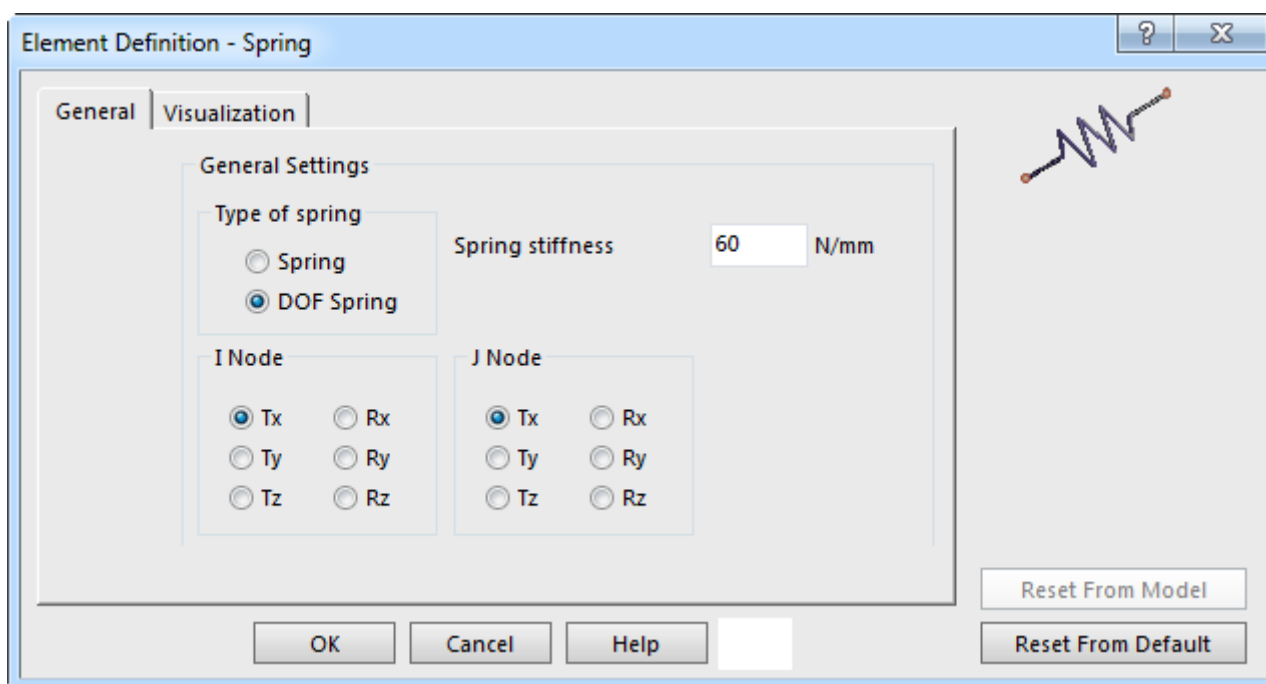 Element Definition - Spring
General Visualization
General Settings
Type of spring
Spring
DOF Spring
Spring stiffness 60 N/mm
I Node
Tx Rx
Ty Ry
Tz Rz
J Node
Tx Rx
Ty Ry
Tz Rz
Reset From Model
OK Cancel Help Reset From Default